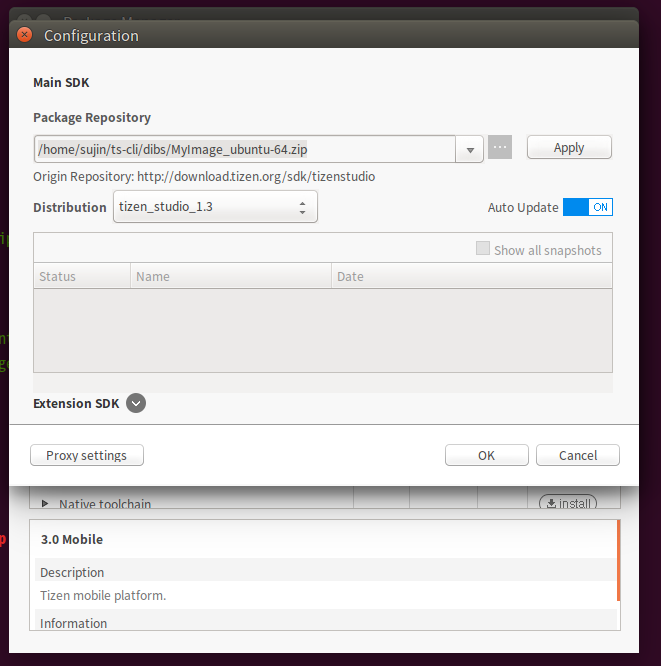 Configuration
Main SDK
Package Repository
/home/sujin/ts-cli/dibs/MyImage_ubuntu-64.zip
...
Apply
Origin Repository: http://download.tizen.org/sdk/tizenstudio
Distribution tizen_studio_1.3 Auto Update ON
Show all snapshots
Status Name Date
Extension SDK
Proxy settings OK Cancel
Native toolchain install
3.0 Mobile
Description
Tizen mobile platform.
Information